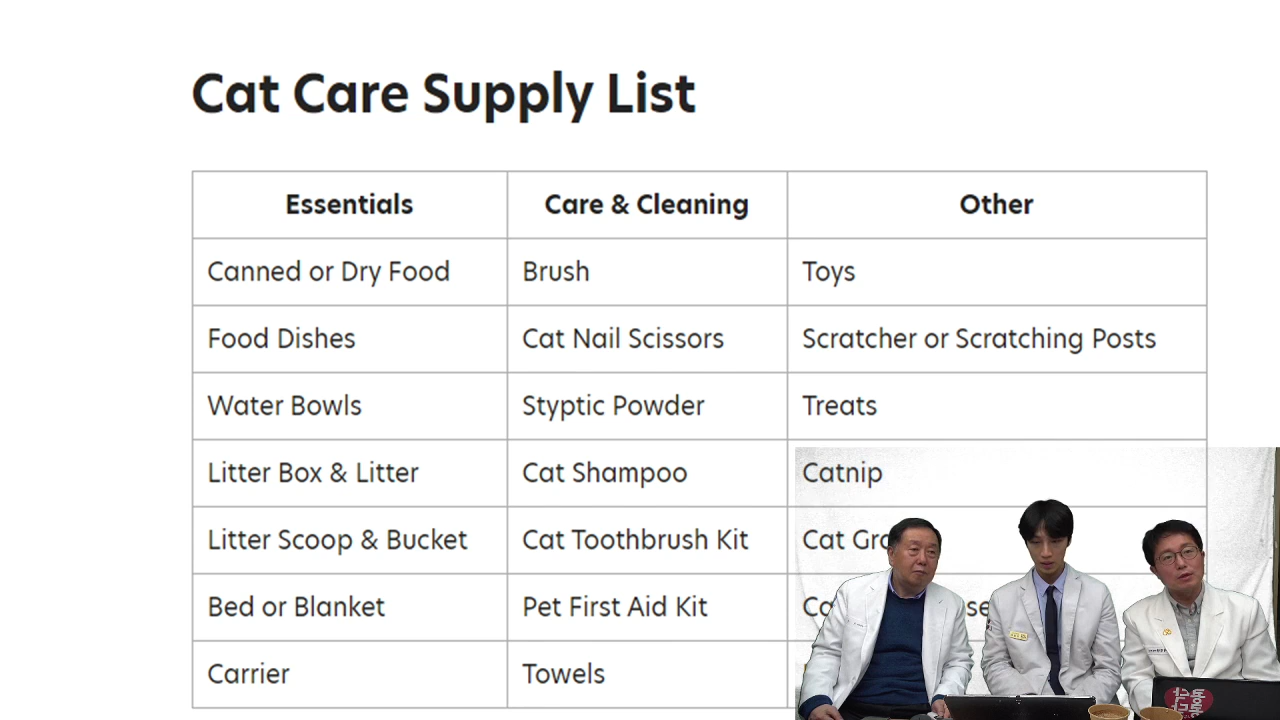 Cat Care Supply List
Essentials Care & Cleaning Other
Canned or Dry Food Brush Toys
Food Dishes Cat Nail Scissors Scratcher or Scratching Posts
Water Bowls Styptic Powder Treats
Litter Box & Litter Cat Shampoo Catnip
Litter Scoop & Bucket Cat Toothbrush Kit Cat
Bed or Blanket Pet First Aid Kit
Carrier Towels